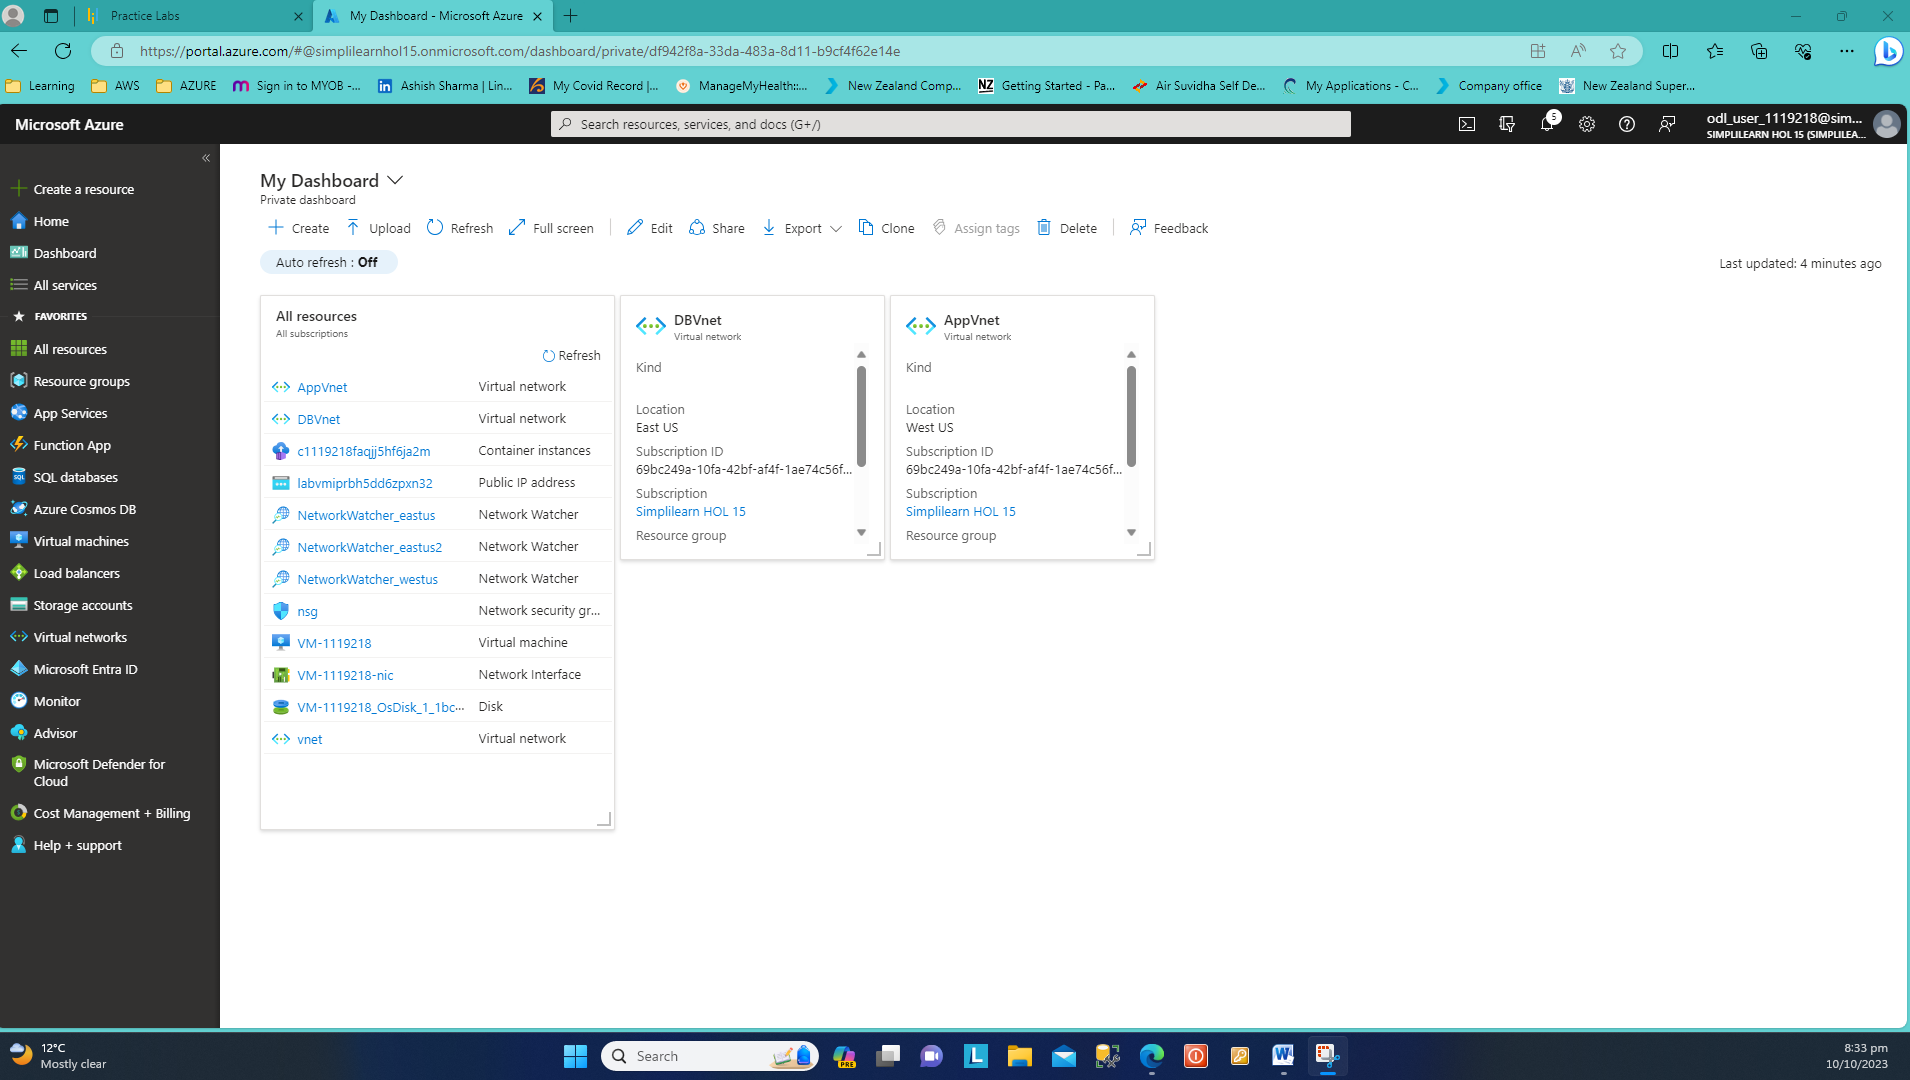 Practice Labs
My Dashboard - Microsoft Azure
https://portal.azure.com/#@simplilearnhol15.onmicrosoft.com/dashboard/private/df942f8a-33da-483a-8d11-b9cf4f62e14e
Learning
AWS
AZURE
Sign in to MYOB -...
Ashish Sharma | Lin...
My Covid Record |...
ManageMyHealth::...
New Zealand Comp...
NZ
Getting Started - Pa...
Air Suvidha Self De...
My Applications - C...
Company office
New Zealand Super...
Microsoft Azure
Search resources, services, and docs (G+/)
5
odl_user_1119218@sim...
SIMPLILEARN HOL 15 (SIMPLILEA...
Create a resource
Home
Dashboard
All services
FAVORITES
All resources
Resource groups
App Services
Function App
SQL databases
Azure Cosmos DB
Virtual machines
Load balancers
Storage accounts
Virtual networks
Microsoft Entra ID
Monitor
Advisor
Microsoft Defender for
Cloud
Cost Management + Billing
Help + support
My Dashboard
Private dashboard
Create
Upload
Refresh
Full screen
Edit
Share
Export
Clone
Assign tags
Delete
Feedback
Auto refresh : Off
Last updated: 4 minutes ago
All resources
All subscriptions
Refresh
AppVnet Virtual network
DBVnet Virtual network
c1119218faqjj5hf6ja2m Container instances
labvmiprbh5dd6zpxn32 Public IP address
NetworkWatcher_eastus Network Watcher
NetworkWatcher_eastus2 Network Watcher
NetworkWatcher_westus Network Watcher
nsg Network security gr...
VM-1119218 Virtual machine
VM-1119218-nic Network Interface
VM-1119218_OsDisk_1_1bc... Disk
vnet Virtual network
DBVnet
Virtual network
Kind
Location
East US
Subscription ID
69bc249a-10fa-42bf-af4f-1ae74c56f...
Subscription
Simplilearn HOL 15
Resource group
AppVnet
Virtual network
Kind
Location
West US
Subscription ID
69bc249a-10fa-42bf-af4f-1ae74c56f...
Subscription
Simplilearn HOL 15
Resource group
12°C
Mostly clear
Search
PRE
L
W
8:33 pm
10/10/2023